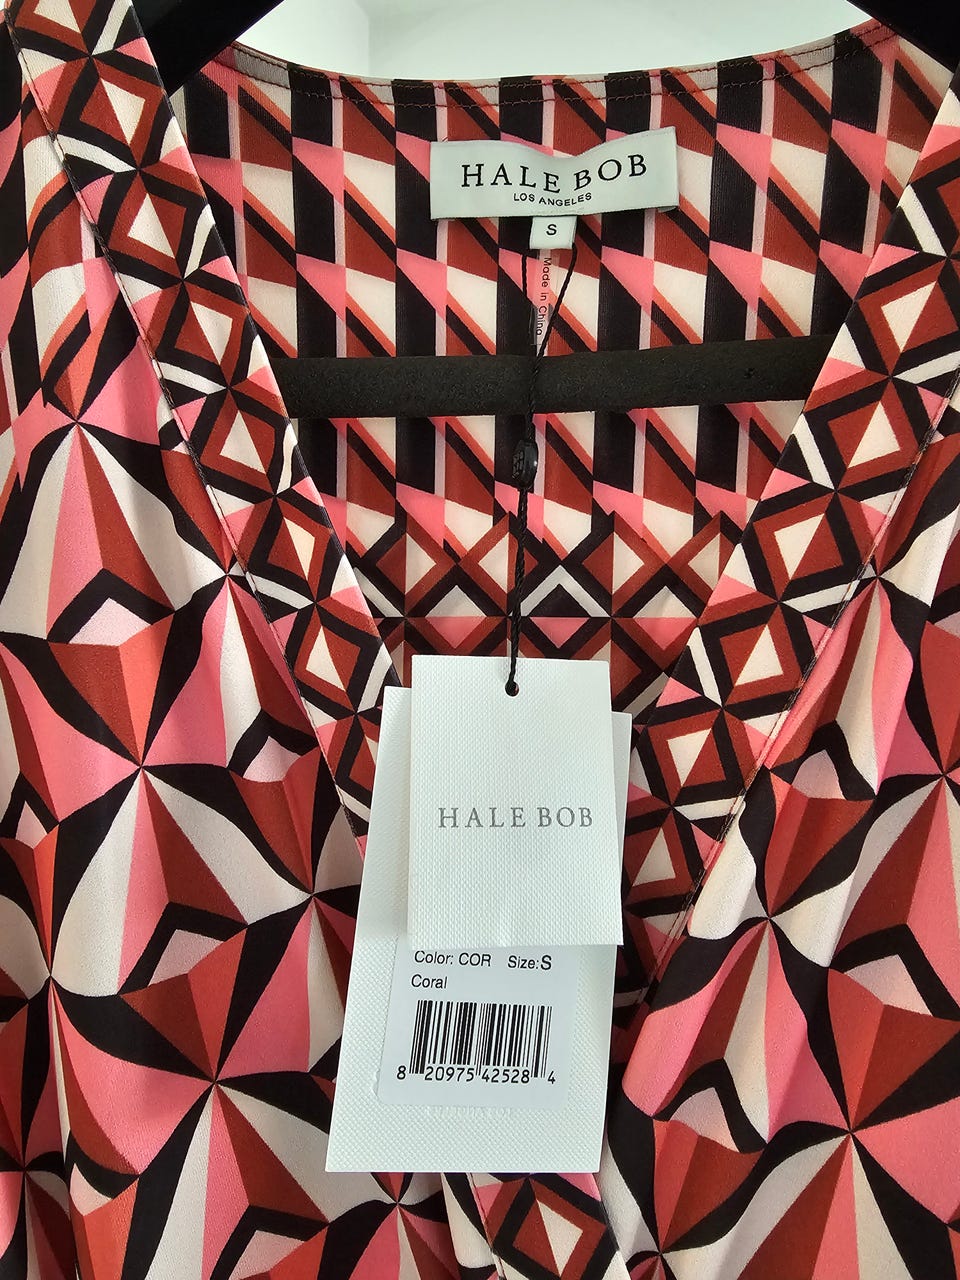 HALE BOB
LOS ANGELES
S
Made in China
HALE BOB
Color: COR Size:S
Coral
8 20975 42528 4